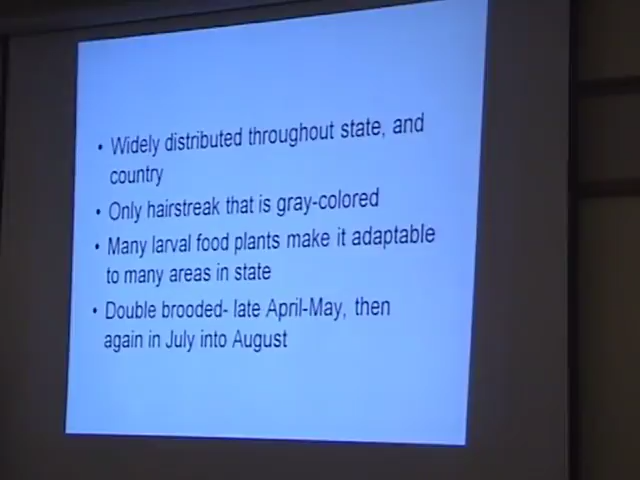 • Widely distributed throughout state, and
country
• Only hairstreak that is gray-colored
• Many larval food plants make it adaptable
to many areas in state
• Double brooded- late April-May, then
again in July into August